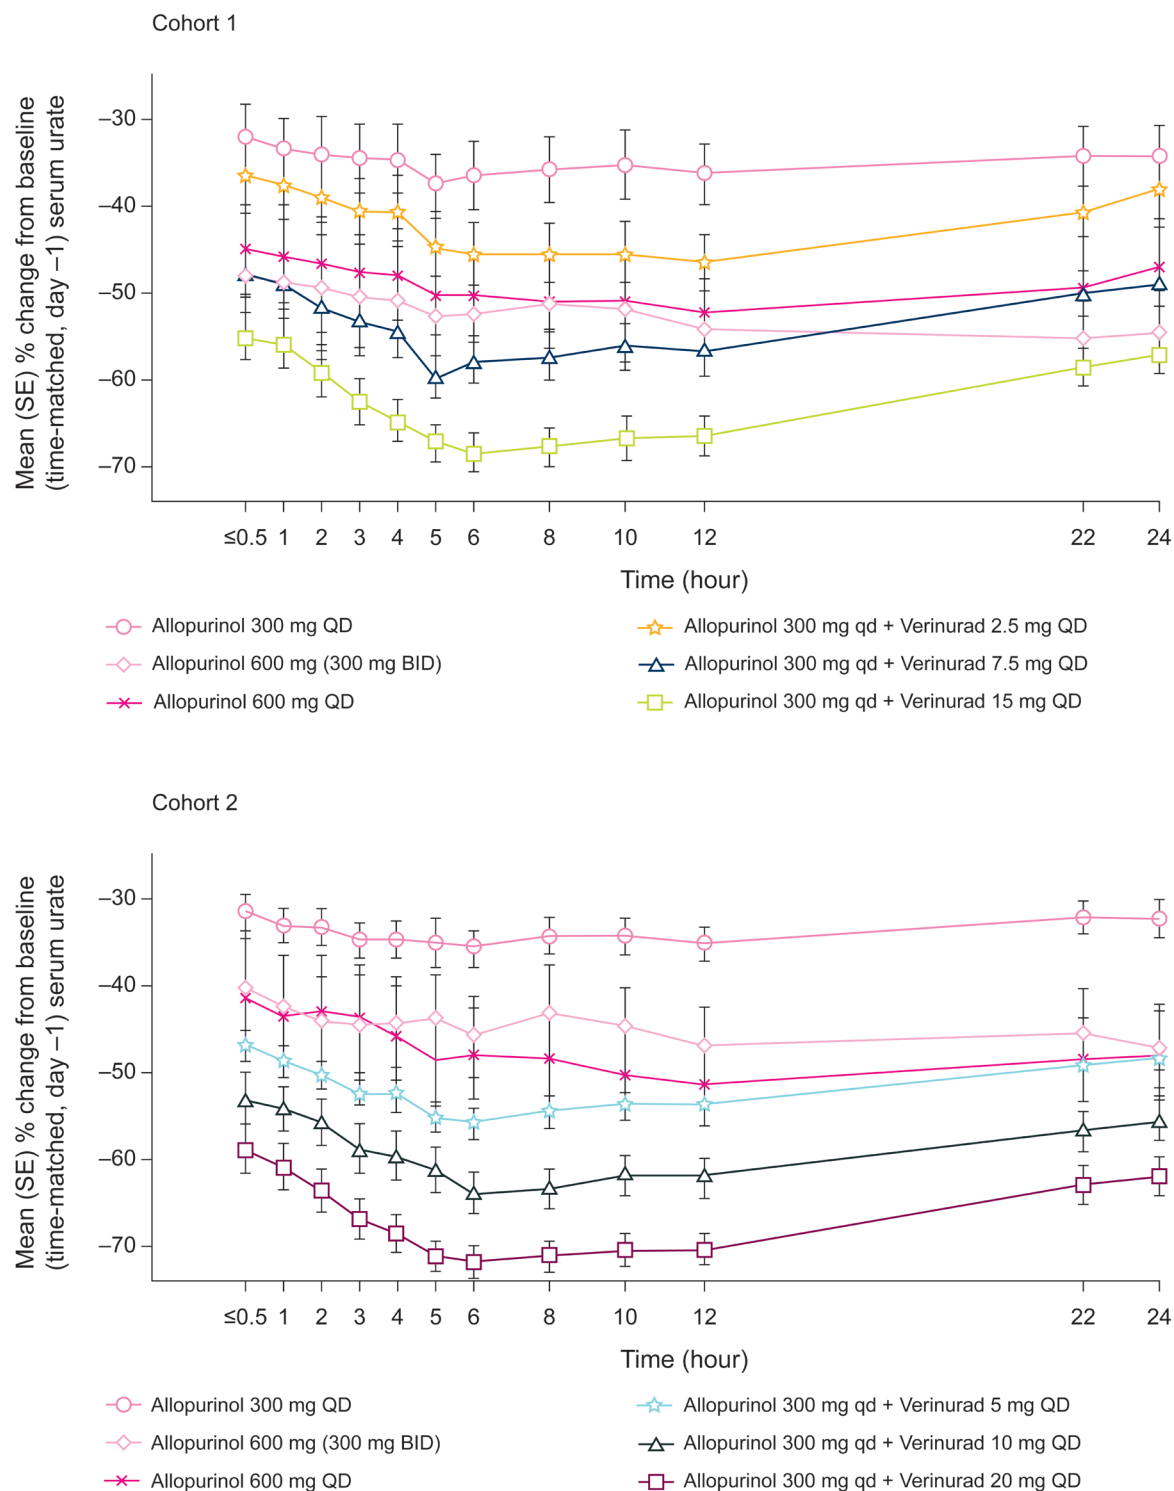 Cohort 1
Mean (SE) % change from baseline
(time-matched, day –1) serum urate
–30
–40
–50
–60
–70
≤0.5 1 2 3 4 5 6 8 10 12 22 24
Time (hour)
Allopurinol 300 mg QD
Allopurinol 600 mg (300 mg BID)
Allopurinol 600 mg QD
Allopurinol 300 mg qd + Verinurad 2.5 mg QD
Allopurinol 300 mg qd + Verinurad 7.5 mg QD
Allopurinol 300 mg qd + Verinurad 15 mg QD
Cohort 2
Mean (SE) % change from baseline
(time-matched, day –1) serum urate
–30
–40
–50
–60
–70
≤0.5 1 2 3 4 5 6 8 10 12 22 24
Time (hour)
Allopurinol 300 mg QD
Allopurinol 600 mg (300 mg BID)
Allopurinol 600 mg QD
Allopurinol 300 mg qd + Verinurad 5 mg QD
Allopurinol 300 mg qd + Verinurad 10 mg QD
Allopurinol 300 mg qd + Verinurad 20 mg QD